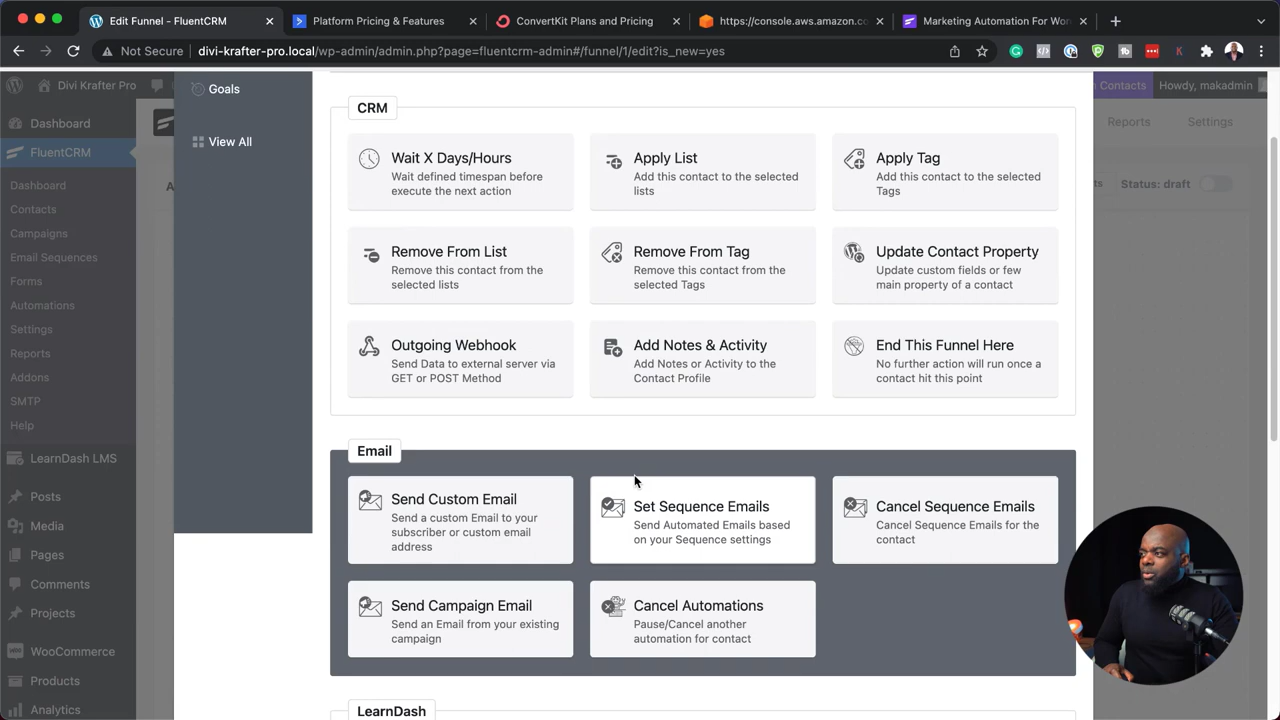 Edit Funnel - FluentCRM
Platform Pricing & Features
ConvertKit Plans and Pricing
https://console.aws.amazon.co
Marketing Automation For Wor
Not Secure
divi-krafter-pro.local/wp-admin/admin.php?page=fluentcrm-admin#/funnel/1/edit?is_new=yes
Divi Krafter Pro
Contacts
Howdy, makadmin
Dashboard
FluentCRM
Dashboard
Contacts
Campaigns
Email Sequences
Forms
Automations
Settings
Reports
Addons
SMTP
Help
LearnDash LMS
Posts
Media
Pages
Comments
Projects
WooCommerce
Products
Analytics
Goals
View All
Reports
Settings
Status: draft
CRM
Wait X Days/Hours
Wait defined timespan before
execute the next action
Apply List
Add this contact to the selected
lists
Apply Tag
Add this contact to the selected
Tags
Remove From List
Remove this contact from the
selected lists
Remove From Tag
Remove this contact from the
selected Tags
Update Contact Property
Update custom fields or few
main property of a contact
Outgoing Webhook
Send Data to external server via
GET or POST Method
Add Notes & Activity
Add Notes or Activity to the
Contact Profile
End This Funnel Here
No further action will run once a
contact hit this point
Email
Send Custom Email
Send a custom Email to your
subscriber or custom email
address
Set Sequence Emails
Send Automated Emails based
on your Sequence settings
Cancel Sequence Emails
Cancel Sequence Emails for the
contact
Send Campaign Email
Send an Email from your existing
campaign
Cancel Automations
Pause/Cancel another
automation for contact
LearnDash